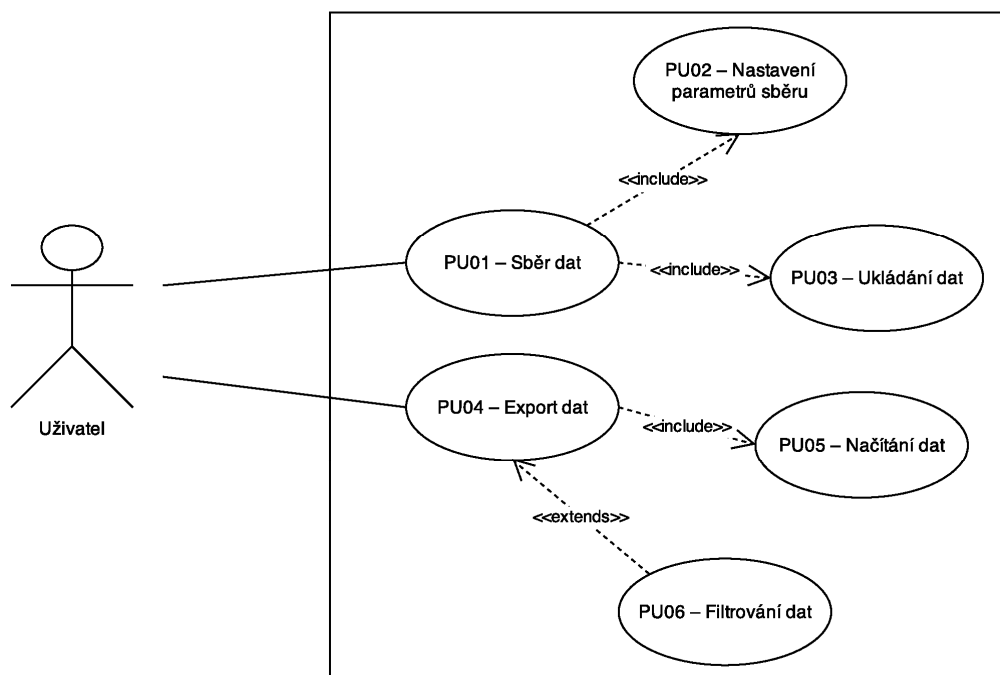 PU02 – Nastavení
parametrů sběru
<<include>>
PU01 – Sběr dat
<<include>>
PU03 – Ukládání dat
Uživatel
PU04 – Export dat
<<include>>
PU05 – Načítání dat
<<extends>>
PU06 – Filtrování dat